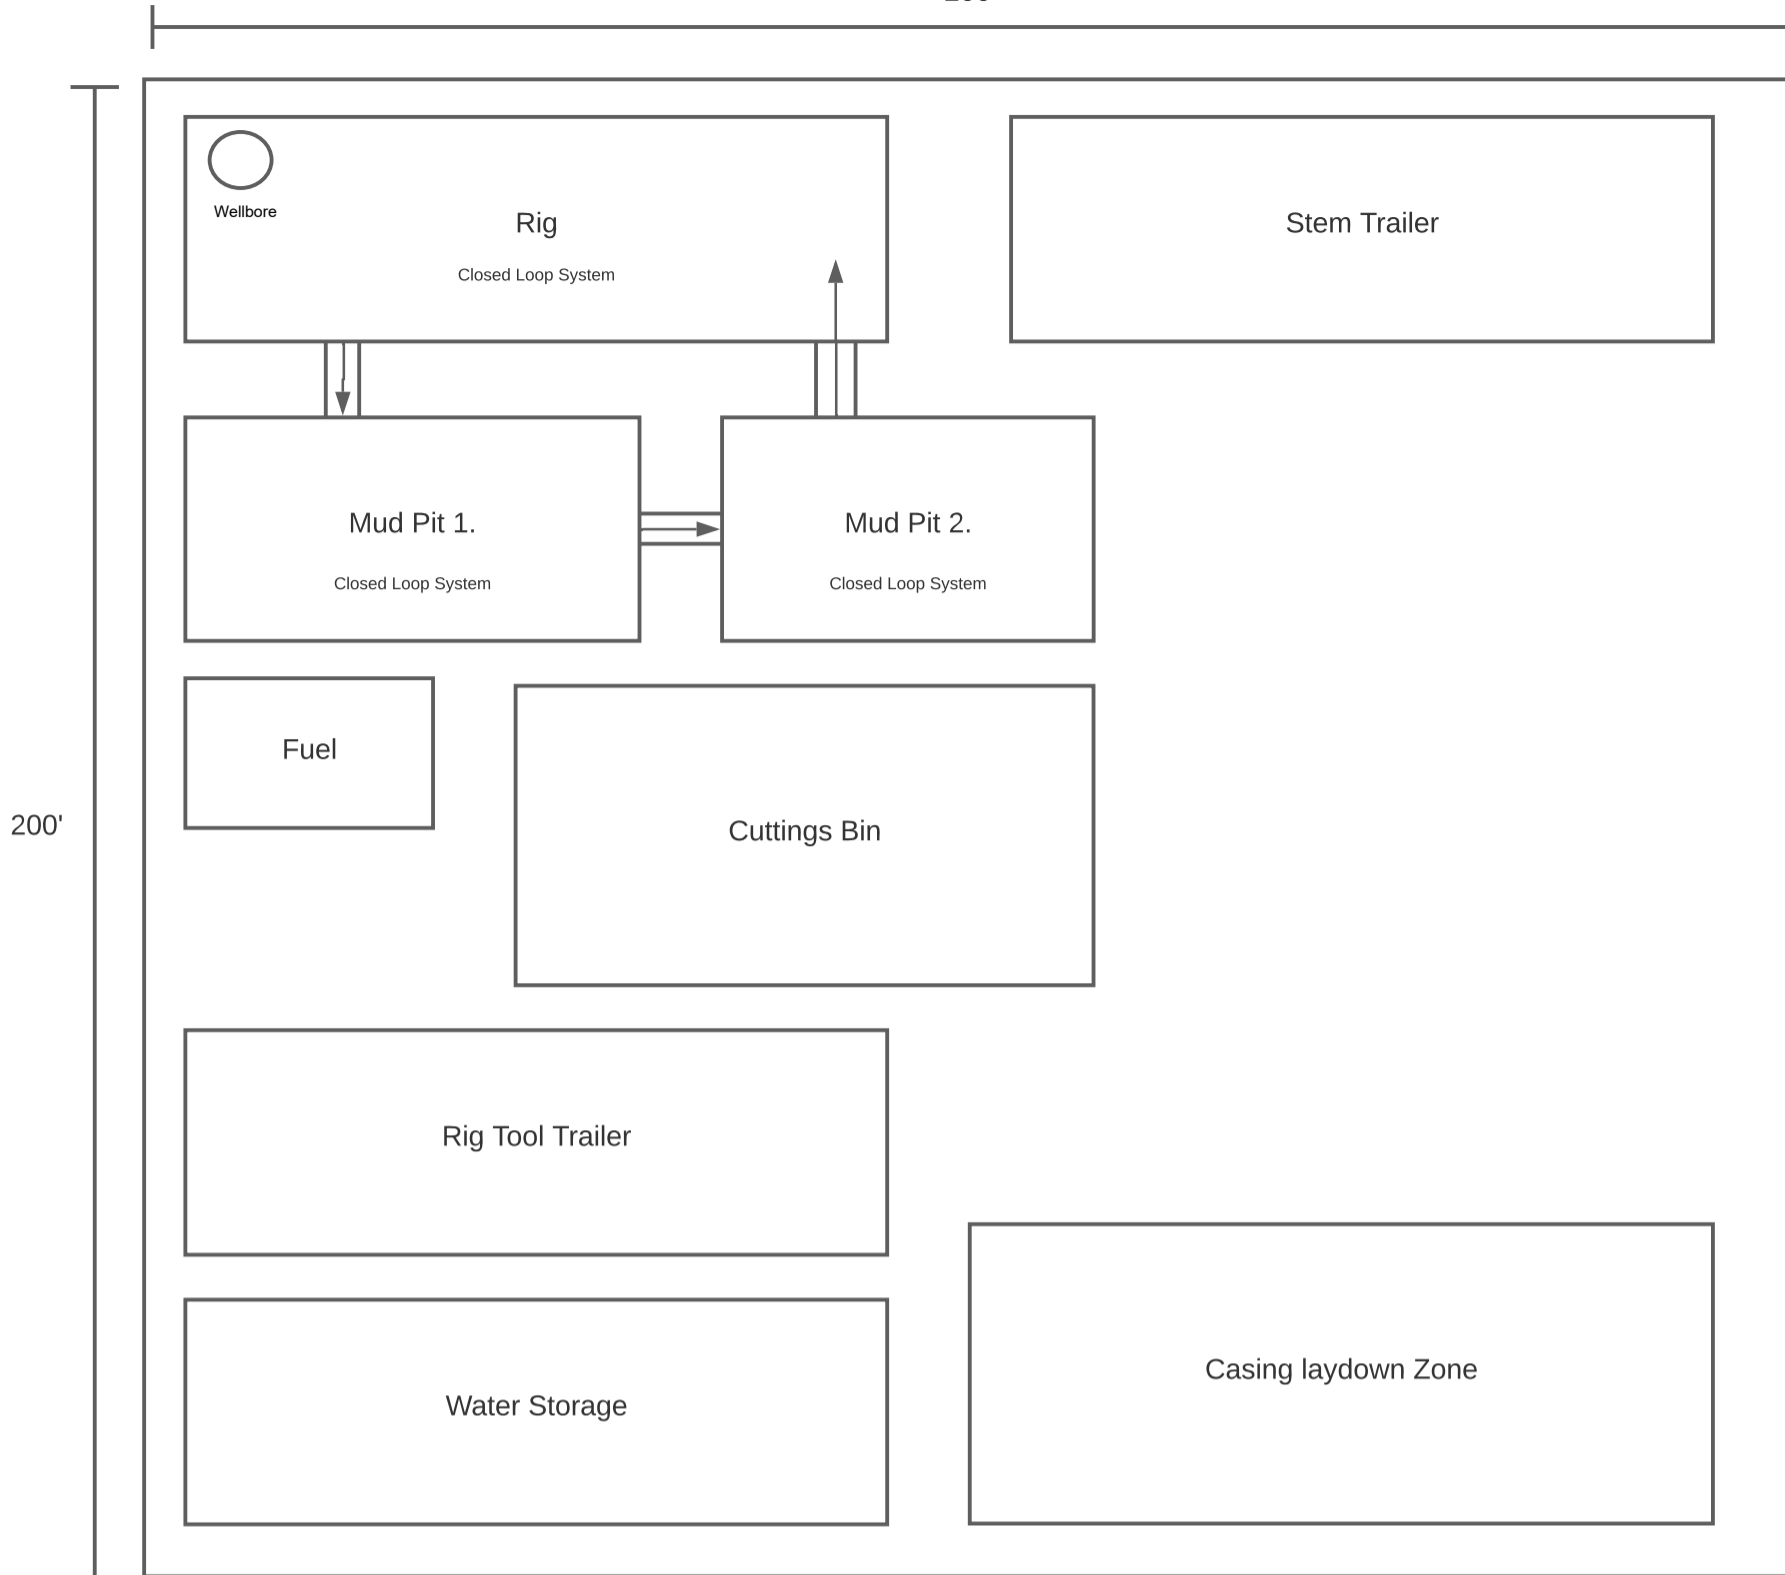 Wellbore
Rig
Closed Loop System
Stem Trailer
Mud Pit 1.
Closed Loop System
Mud Pit 2.
Closed Loop System
Fuel
200'
Cuttings Bin
Rig Tool Trailer
Water Storage
Casing laydown Zone